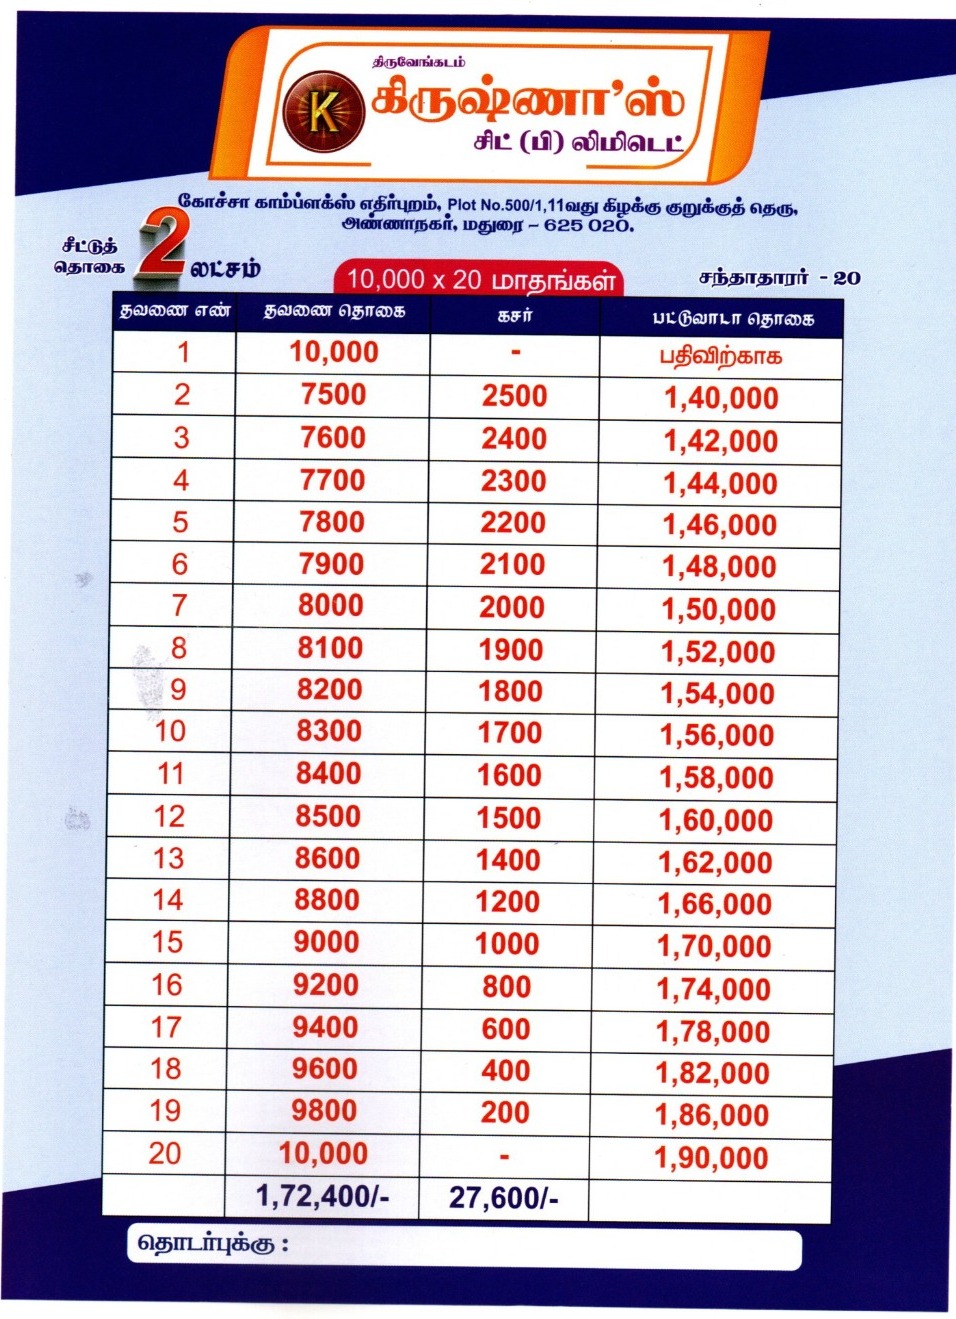 திருவேங்கடம்
K
கிருஷ்ணா'ஸ்
சிட் (பி) லிமிடெட்
கோச்சா காம்ப்ளக்ஸ் எதிர்புறம், Plot No.500/1,11வது கிழக்கு குறுக்குத் தெரு,
அண்ணாநகர், மதுரை – 625 020.
சீட்டுத் தொகை 2 லட்சம்
10,000 x 20 மாதங்கள்
சந்தாதாரர் - 20
தவணை எண் தவணை தொகை கசர் பட்டுவாடா தொகை
1 10,000 - பதிவிற்காக
2 7500 2500 1,40,000
3 7600 2400 1,42,000
4 7700 2300 1,44,000
5 7800 2200 1,46,000
6 7900 2100 1,48,000
7 8000 2000 1,50,000
8 8100 1900 1,52,000
9 8200 1800 1,54,000
10 8300 1700 1,56,000
11 8400 1600 1,58,000
12 8500 1500 1,60,000
13 8600 1400 1,62,000
14 8800 1200 1,66,000
15 9000 1000 1,70,000
16 9200 800 1,74,000
17 9400 600 1,78,000
18 9600 400 1,82,000
19 9800 200 1,86,000
20 10,000 - 1,90,000
1,72,400/- 27,600/-
தொடர்புக்கு :